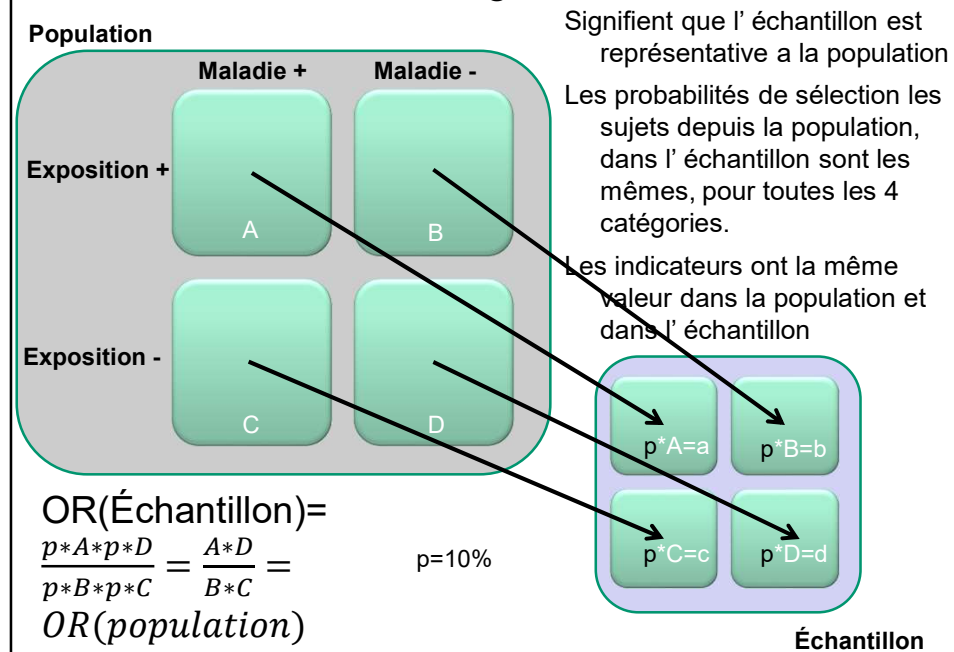 Signifient que l’ échantillon est
représentative a la population
Les probabilités de sélection les
sujets depuis la population,
dans l’ échantillon sont les
mêmes, pour toutes les 4
catégories.
Les indicateurs ont la même
valeur dans la population et
dans l’ échantillon
Population
Maladie + Maladie -
Exposition +
A B
Exposition -
C D
p*A=a p*B=b
p*C=c p*D=d
Échantillon
OR(Échantillon)=
p∗A∗p∗D / p∗B∗p∗C = A∗D / B∗C =
OR(population)
p=10%